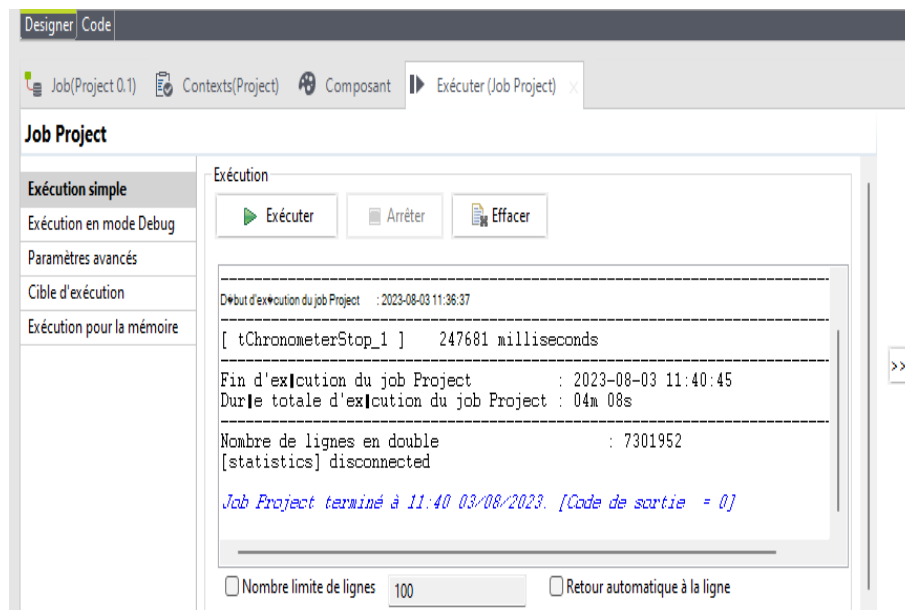 Designer Code
Job(Project 0.1) Contexts(Project) Composant Exécuter (Job Project)
Job Project
Exécution simple
Exécution en mode Debug
Paramètres avancés
Cible d'exécution
Exécution pour la mémoire
Exécution
Exécuter Arrêter Effacer
----------------------------------------------------------------
D�but d'ex�cution du job Project : 2023-08-03 11:36:37
----------------------------------------------------------------
[ tChronometerStop_1 ] 247681 milliseconds
----------------------------------------------------------------
Fin d'ex▯cution du job Project : 2023-08-03 11:40:45
Dur▯e totale d'ex▯cution du job Project : 04m 08s
----------------------------------------------------------------
Nombre de lignes en double : 7301952
[statistics] disconnected
Job Project terminé à 11:40 03/08/2023. [Code de sortie = 0]
Nombre limite de lignes 100 Retour automatique à la ligne
>>